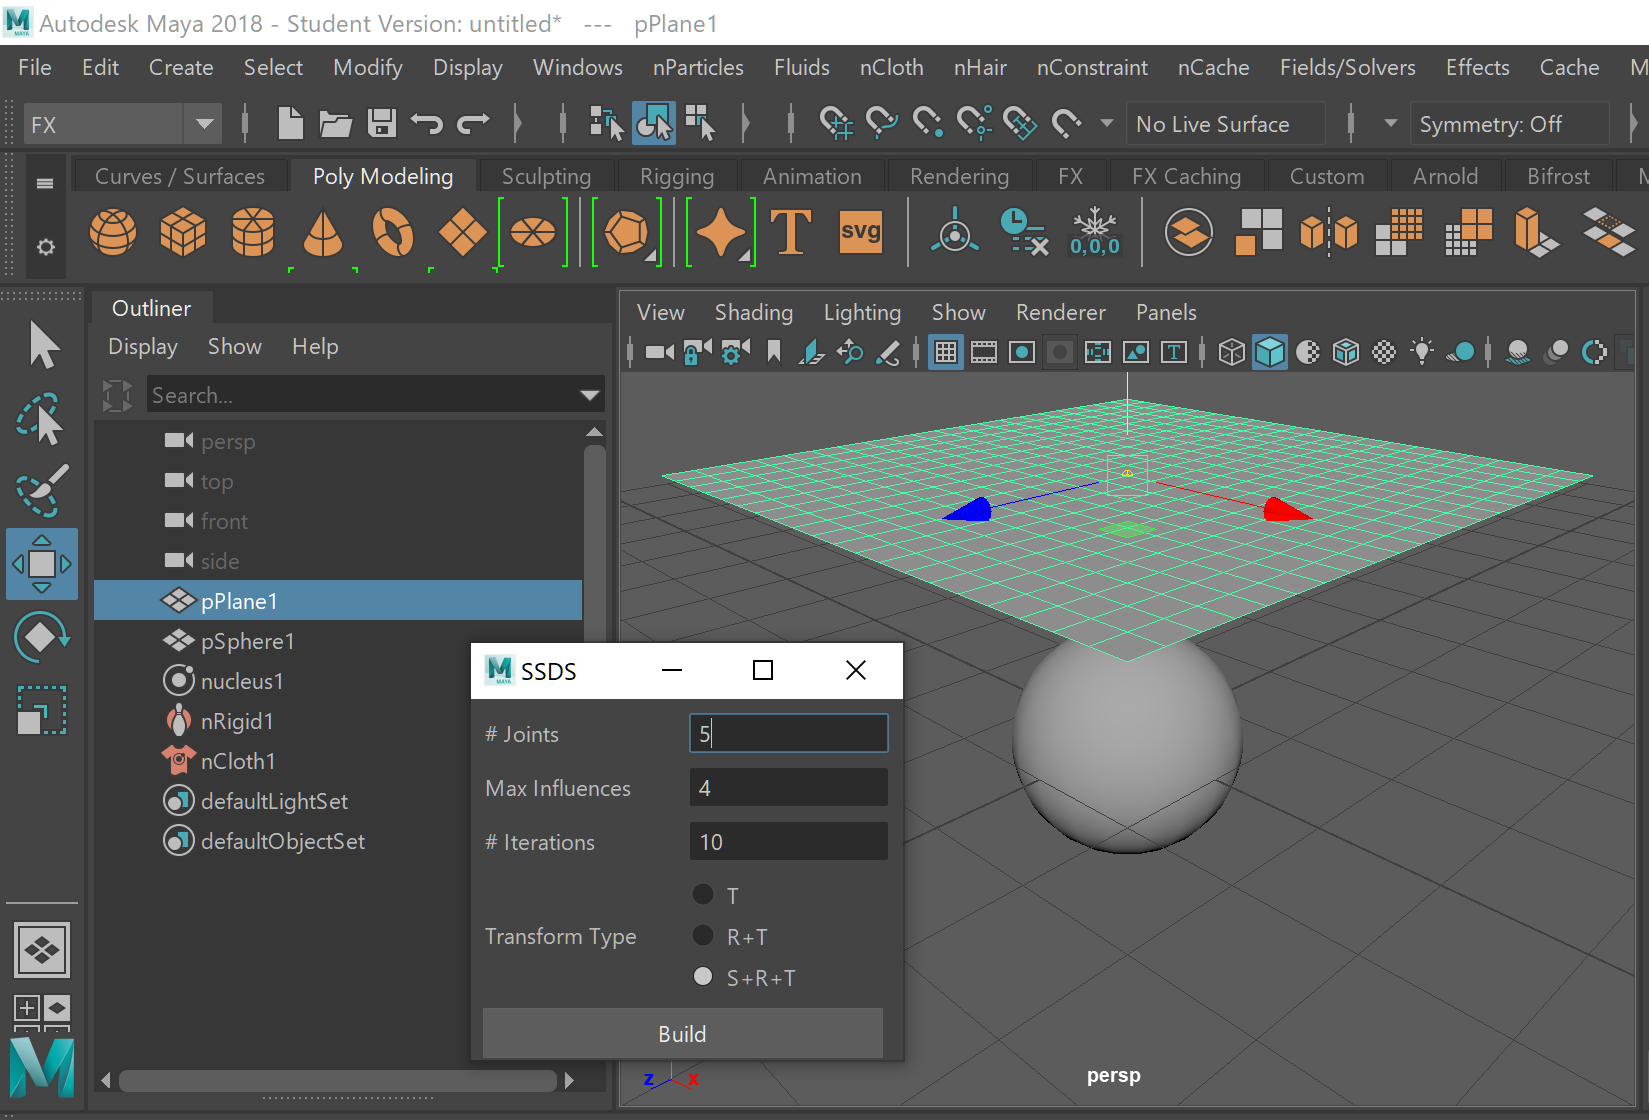 Autodesk Maya 2018 - Student Version: untitled*   ---   pPlane1
File Edit Create Select Modify Display Windows nParticles Fluids nCloth nHair nConstraint nCache Fields/Solvers Effects Cache M
FX No Live Surface Symmetry: Off
Curves / Surfaces Poly Modeling Sculpting Rigging Animation Rendering FX FX Caching Custom Arnold Bifrost M
T svg 0,0,0
Outliner
Display Show Help
Search...
persp
top
front
side
pPlane1
pSphere1
nucleus1
nRigid1
nCloth1
defaultLightSet
defaultObjectSet
View Shading Lighting Show Renderer Panels
SSDS
# Joints 5
Max Influences 4
# Iterations 10
Transform Type
T
R+T
S+R+T
Build
z x
persp